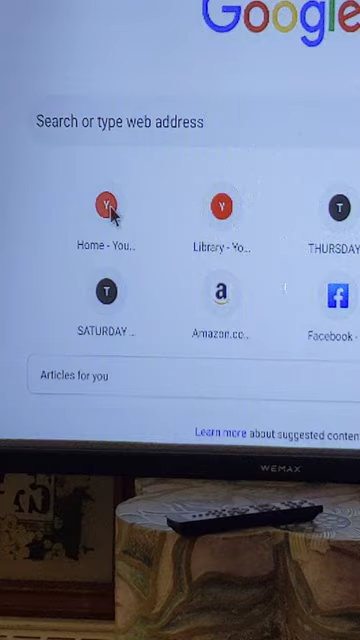 Google
Search or type web address
Y
Y
T
Home - You...
Library - Yo...
THURSDAY
T
a
f
SATURDAY ...
Amazon.co...
Facebook -
Articles for you
Learn more about suggested conten
WEMAX